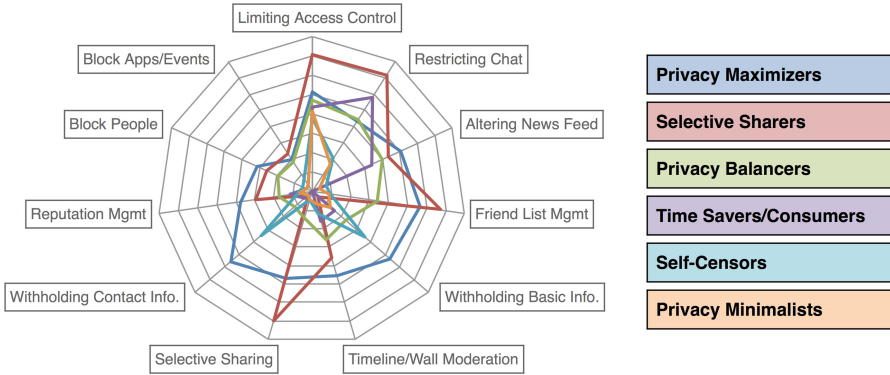 Limiting Access Control
Block Apps/Events
Restricting Chat
Block People
Altering News Feed
Reputation Mgmt
Friend List Mgmt
Withholding Contact Info.
Withholding Basic Info.
Selective Sharing
Timeline/Wall Moderation
Privacy Maximizers
Selective Sharers
Privacy Balancers
Time Savers/Consumers
Self-Censors
Privacy Minimalists